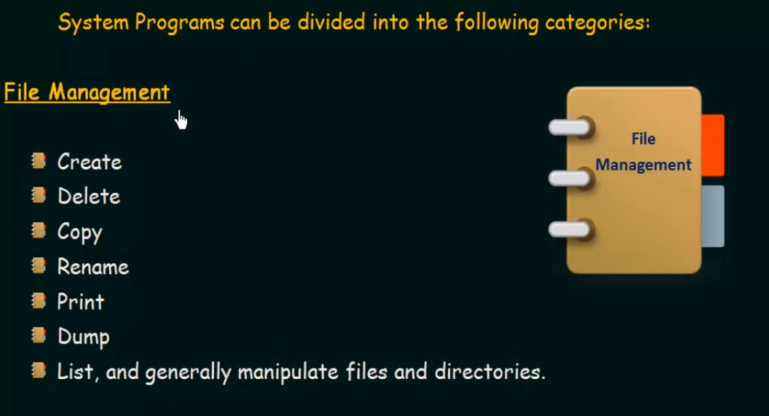 System Programs can be divided into the following categories:
File Management
File
Management
Create
Delete
Copy
Rename
Print
Dump
List, and generally manipulate files and directories.